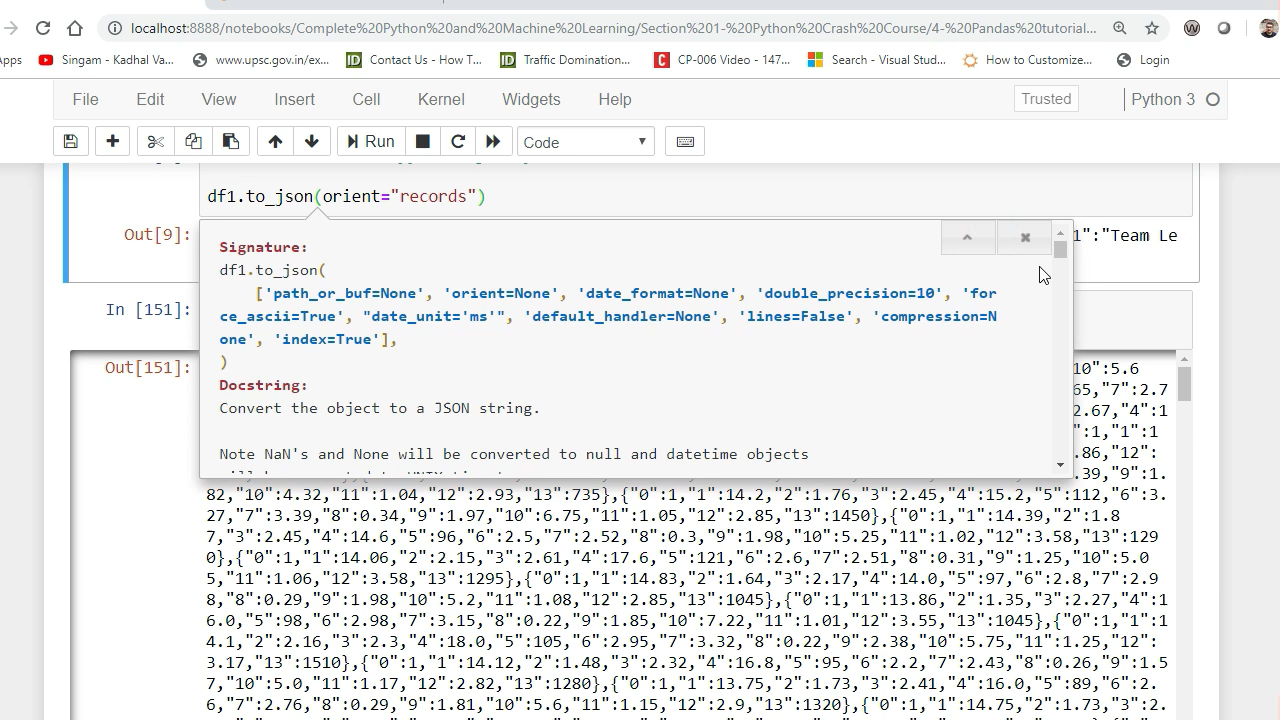 localhost:8888/notebooks/Complete%20Python%20and%20Machine%20Learning/Section%201-%20Python%20Crash%20Course/4-%20Pandas%20tutorial...
Apps Singam - Kadhal Va... www.upsc.gov.in/ex... Contact Us - How T... Traffic Domination... CP-006 Video - 147... Search - Visual Stud... How to Customize... Login
File Edit View Insert Cell Kernel Widgets Help Trusted Python 3
Run Code
df1.to_json(orient="records")
Out[9]: 1":"Team Le
Signature:
df1.to_json(
['path_or_buf=None', 'orient=None', 'date_format=None', 'double_precision=10', 'for
ce_ascii=True', "date_unit='ms'", 'default_handler=None', 'lines=False', 'compression=N
one', 'index=True'],
)
Docstring:
Convert the object to a JSON string.
Note NaN's and None will be converted to null and datetime objects
In [151]:
Out[151]: 10":5.6
65,"7":2.7
2.67,"4":1
:1,"1":1
.86,"12":
.39,"9":1.
82,"10":4.32,"11":1.04,"12":2.93,"13":735},{"0":1,"1":14.2,"2":1.76,"3":2.45,"4":15.2,"5":112,"6":3.
27,"7":3.39,"8":0.34,"9":1.97,"10":6.75,"11":1.05,"12":2.85,"13":1450},{"0":1,"1":14.39,"2":1.8
7,"3":2.45,"4":14.6,"5":96,"6":2.5,"7":2.52,"8":0.3,"9":1.98,"10":5.25,"11":1.02,"12":3.58,"13":129
0},{"0":1,"1":14.06,"2":2.15,"3":2.61,"4":17.6,"5":121,"6":2.6,"7":2.51,"8":0.31,"9":1.25,"10":5.0
5,"11":1.06,"12":3.58,"13":1295},{"0":1,"1":14.83,"2":1.64,"3":2.17,"4":14.0,"5":97,"6":2.8,"7":2.9
8,"8":0.29,"9":1.98,"10":5.2,"11":1.08,"12":2.85,"13":1045},{"0":1,"1":13.86,"2":1.35,"3":2.27,"4":1
6.0,"5":98,"6":2.98,"7":3.15,"8":0.22,"9":1.85,"10":7.22,"11":1.01,"12":3.55,"13":1045},{"0":1,"1":1
4.1,"2":2.16,"3":2.3,"4":18.0,"5":105,"6":2.95,"7":3.32,"8":0.22,"9":2.38,"10":5.75,"11":1.25,"12":
3.17,"13":1510},{"0":1,"1":14.12,"2":1.48,"3":2.32,"4":16.8,"5":95,"6":2.2,"7":2.43,"8":0.26,"9":1.5
7,"10":5.0,"11":1.17,"12":2.82,"13":1280},{"0":1,"1":13.75,"2":1.73,"3":2.41,"4":16.0,"5":89,"6":2.
6,"7":2.76,"8":0.29,"9":1.81,"10":5.6,"11":1.15,"12":2.9,"13":1320},{"0":1,"1":14.75,"2":1.73,"3":2.